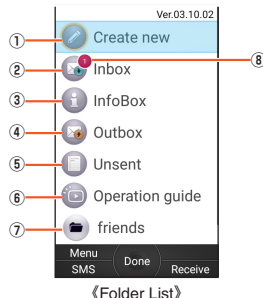 Ver.03.10.02
① Create new
⑧
② 1 Inbox
③ InfoBox
④ Outbox
⑤ Unsent
⑥ Operation guide
⑦ friends
Menu
Done
SMS
Receive
《Folder List》